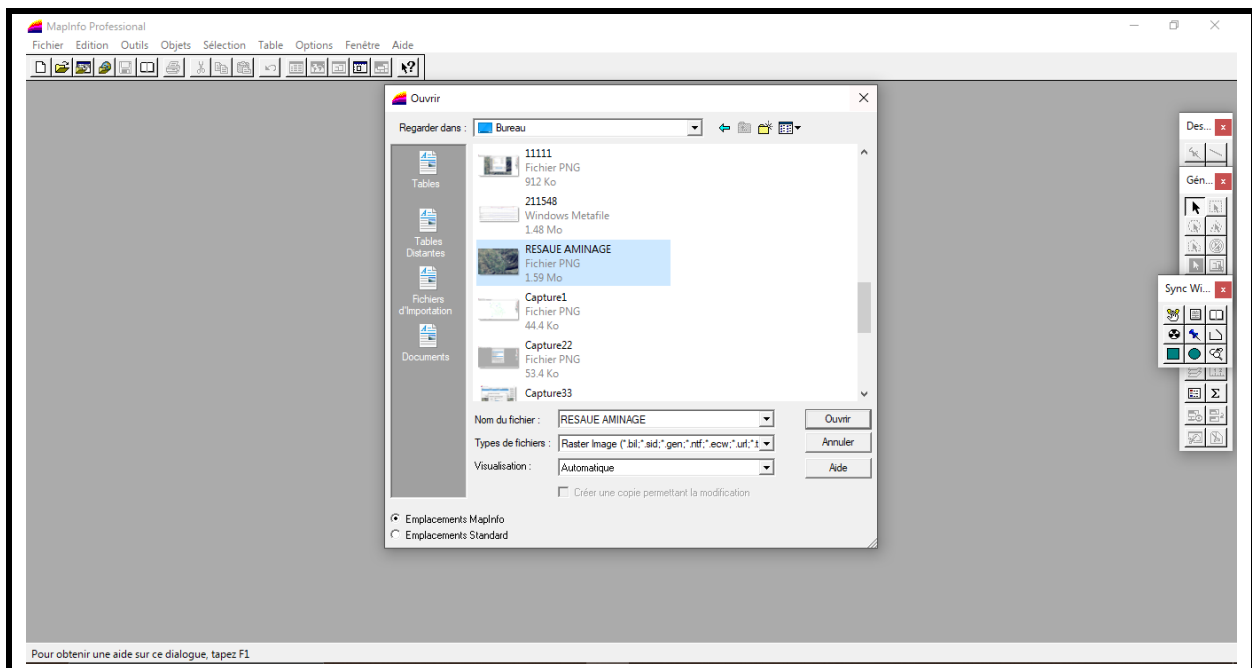 MapInfo Professional
Fichier Edition Outils Objets Sélection Table Options Fenêtre Aide
Ouvrir
Regarder dans : Bureau
Tables
Tables
Distantes
Fichiers
d'Importation
Documents
11111
Fichier PNG
912 Ko
211548
Windows Metafile
1.48 Mo
RESAUE AMINAGE
Fichier PNG
1.59 Mo
Capture1
Fichier PNG
44.4 Ko
Capture22
Fichier PNG
53.4 Ko
Capture33
Nom du fichier : RESAUE AMINAGE Ouvrir
Types de fichiers : Raster Image (*.bil;*.sid;*.gen;*.ntf;*.ecw;*.url;*.t Annuler
Visualisation : Automatique Aide
Créer une copie permettant la modification
Emplacements MapInfo
Emplacements Standard
Des...
Gén...
Sync Wi...
Pour obtenir une aide sur ce dialogue, tapez F1